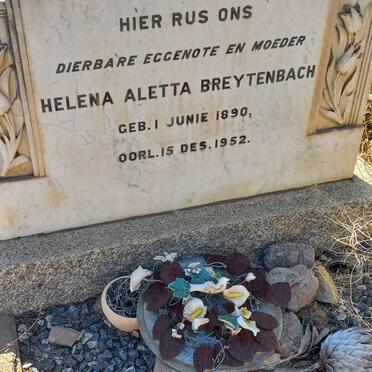 HIER RUS ONS
DIERBARE EGGENOTE EN MOEDER
HELENA ALETTA BREYTENBACH
GEB. 1 JUNIE 1890,
OORL. 15 DES. 1952.